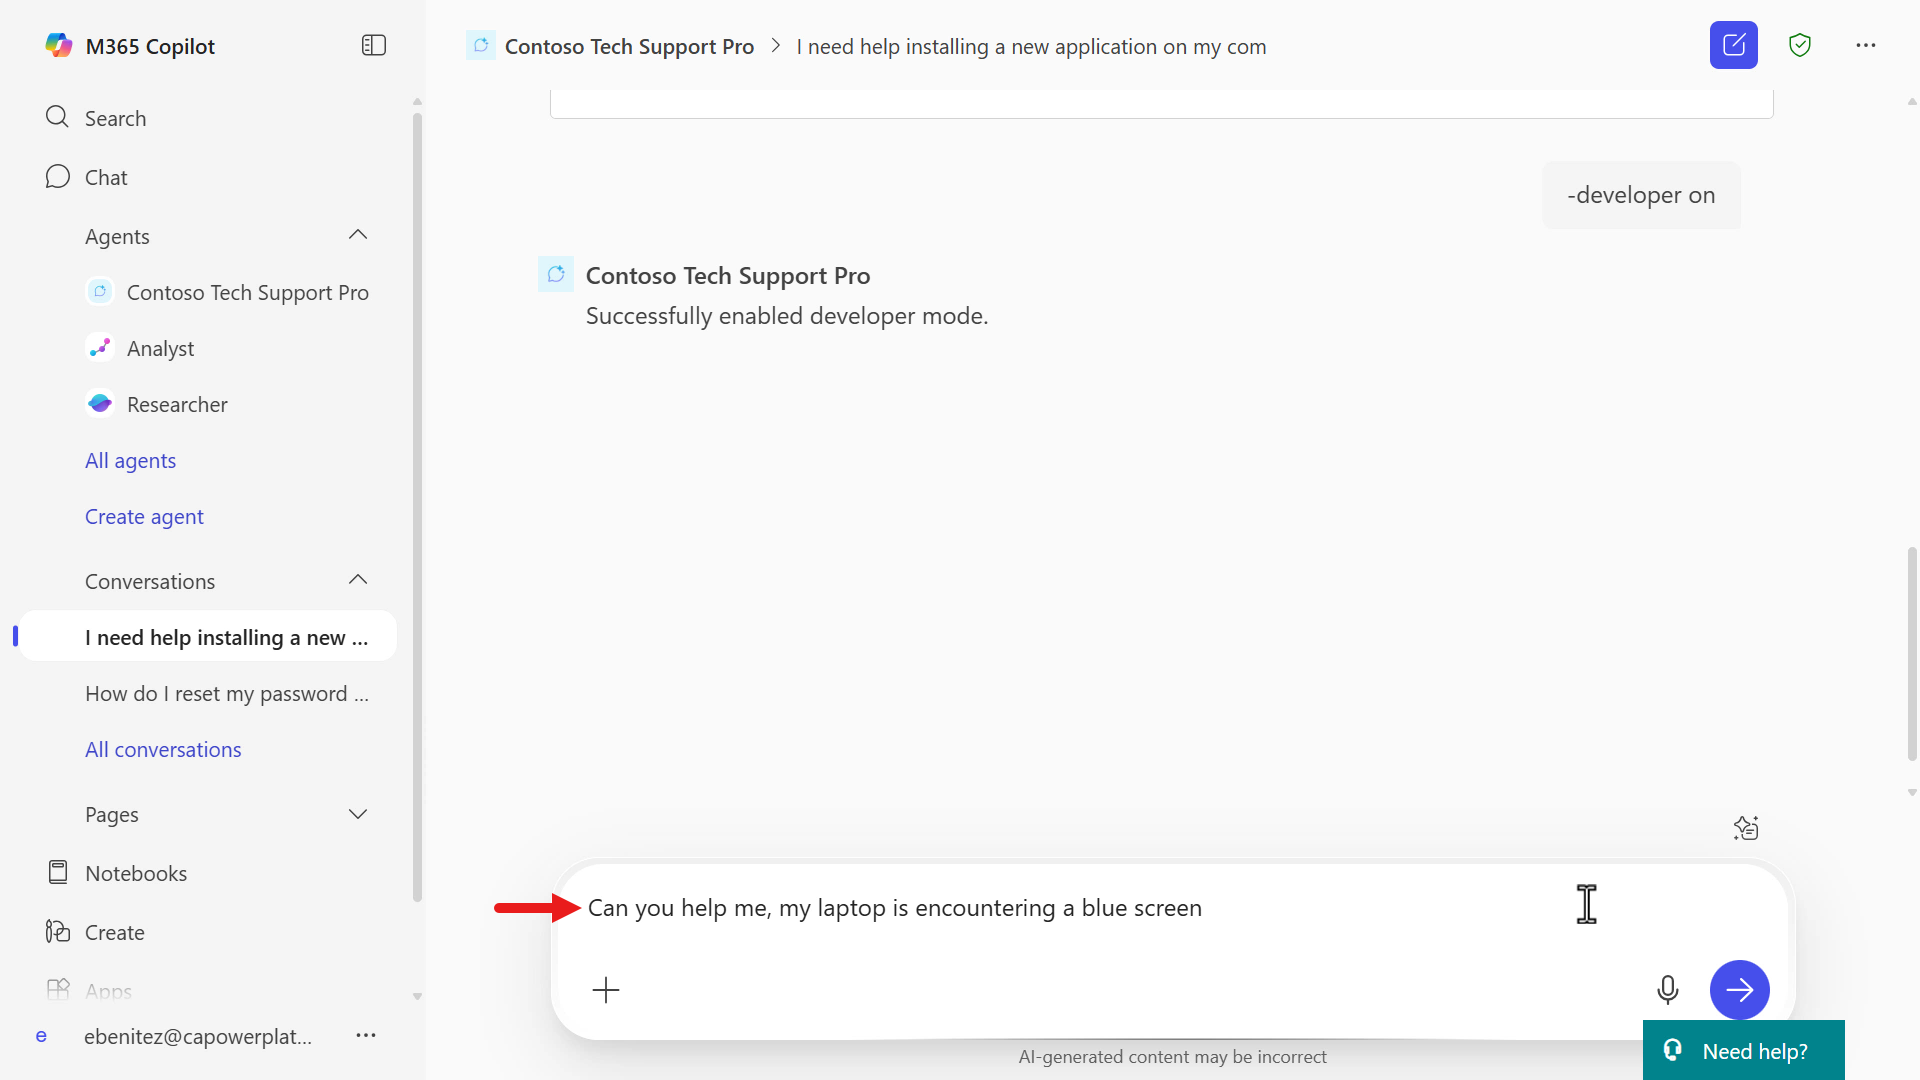 M365 Copilot
Search
Chat
Agents
Contoso Tech Support Pro
Analyst
Researcher
All agents
Create agent
Conversations
I need help installing a new ...
How do I reset my password ...
All conversations
Pages
Notebooks
Create
Apps
e
ebenitez@capowerplat...
Contoso Tech Support Pro > I need help installing a new application on my com
-developer on
Contoso Tech Support Pro
Successfully enabled developer mode.
Can you help me, my laptop is encountering a blue screen
AI-generated content may be incorrect
Need help?